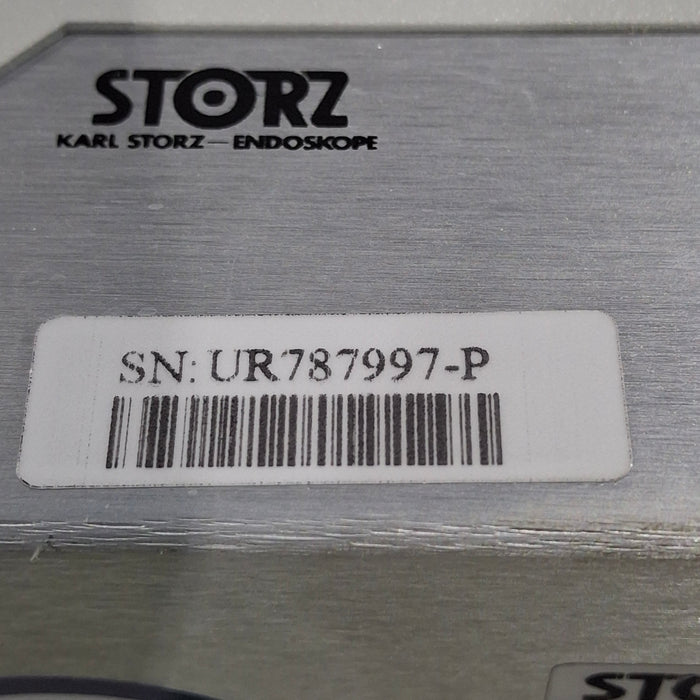 STORZ
KARL STORZ — ENDOSKOPE
SN: UR787997-P